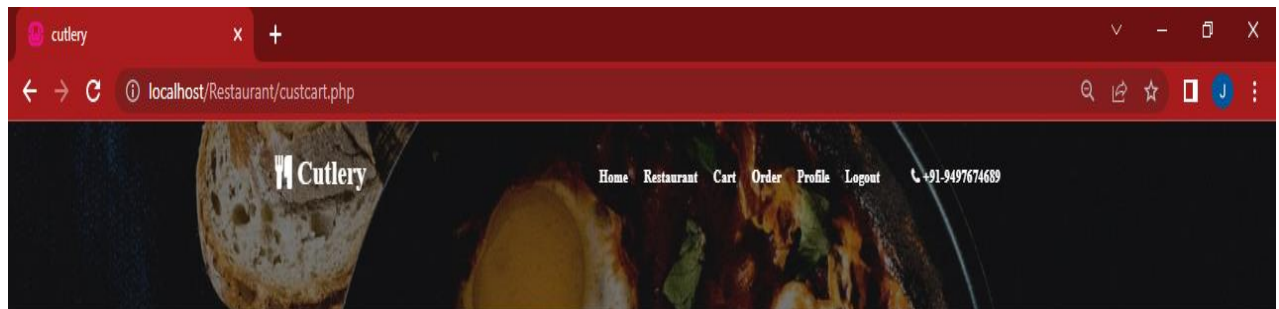 cutlery
localhost/Restaurant/custcart.php
J
Cutlery
Home Restaurant Cart Order Profile Logout +91-9497674689